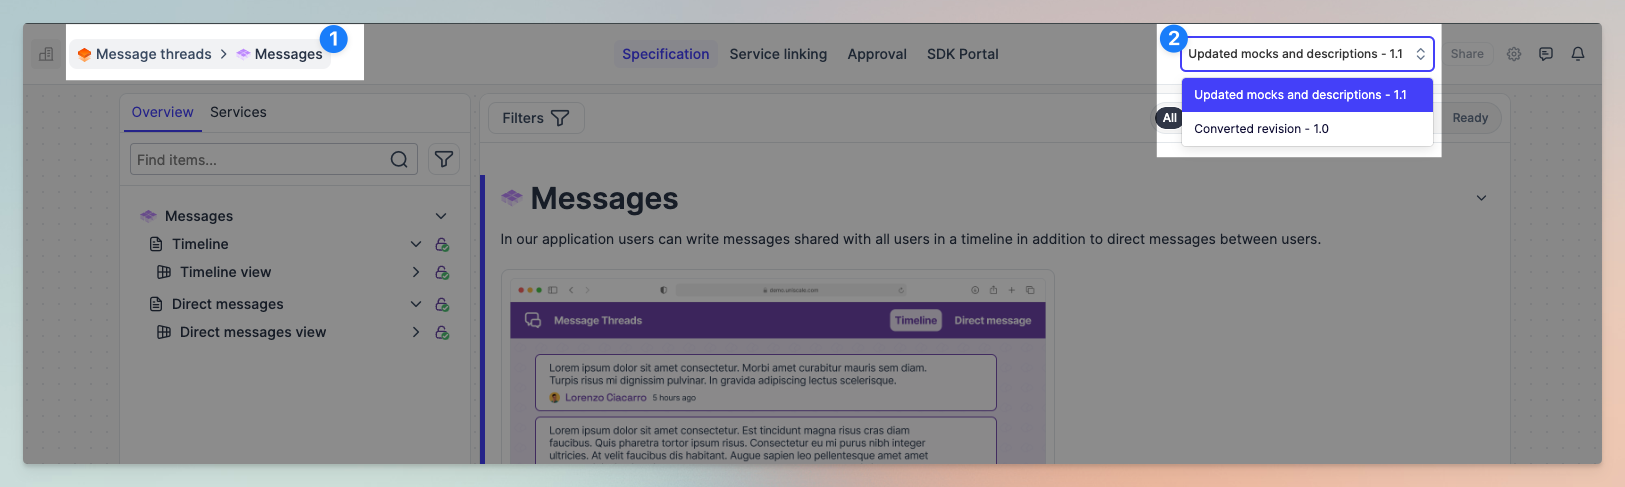 Message threads > Messages
1
Specification
Service linking
Approval
SDK Portal
2
Updated mocks and descriptions - 1.1
Share
Updated mocks and descriptions - 1.1
Converted revision - 1.0
Overview
Services
Find items...
Messages
Timeline
Timeline view
Direct messages
Direct messages view
Filters
All
Ready
Messages
In our application users can write messages shared with all users in a timeline in addition to direct messages between users.
demo.uniscale.com
Message Threads
Timeline
Direct message
Lorem ipsum dolor sit amet consectetur. Morbi amet curabitur mauris sem diam.
Turpis risus mi dignissim pulvinar. In gravida adipiscing lectus scelerisque.
Lorenzo Ciacarro 5 hours ago
Lorem ipsum dolor sit amet consectetur. Est tincidunt magna risus cras diam
faucibus. Quis pharetra tortor ipsum risus. Consectetur eu mi purus nibh integer
ultricies. At velit faucibus dis habitant. Augue sapien leo pellentesque amet amet